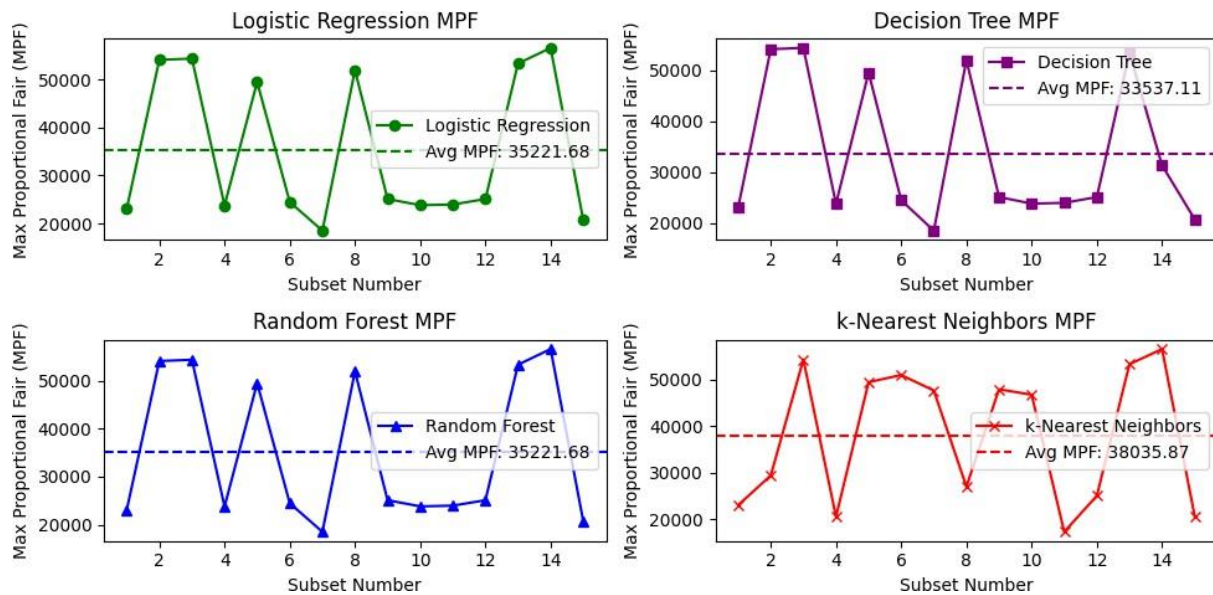 Logistic Regression MPF
Max Proportional Fair (MPF)
50000
40000
30000
20000
Logistic Regression
Avg MPF: 35221.68
2 4 6 8 10 12 14
Subset Number
Decision Tree MPF
Max Proportional Fair (MPF)
50000
40000
30000
20000
Decision Tree
Avg MPF: 33537.11
2 4 6 8 10 12 14
Subset Number
Random Forest MPF
Max Proportional Fair (MPF)
50000
40000
30000
20000
Random Forest
Avg MPF: 35221.68
2 4 6 8 10 12 14
Subset Number
k-Nearest Neighbors MPF
Max Proportional Fair (MPF)
50000
40000
30000
20000
k-Nearest Neighbors
Avg MPF: 38035.87
2 4 6 8 10 12 14
Subset Number